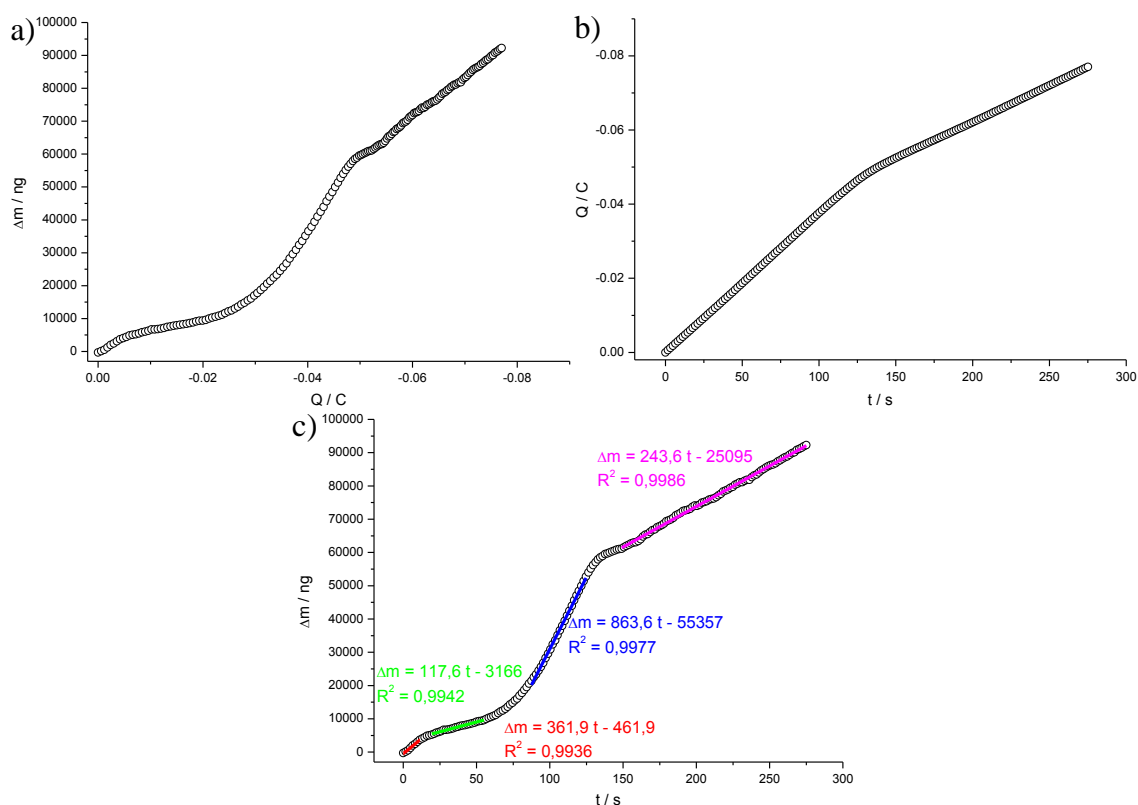 a)
100000
90000
80000
70000
60000
50000
40000
30000
20000
10000
0
Δm / ng
0.00 -0.02 -0.04 -0.06 -0.08
Q / C
b)
-0.08
-0.06
-0.04
-0.02
0.00
Q / C
0 50 100 150 200 250 300
t / s
c)
100000
90000
80000
70000
60000
50000
40000
30000
20000
10000
0
Δm / ng
Δm = 243,6 t - 25095
R² = 0,9986
Δm = 863,6 t - 55357
R² = 0,9977
Δm = 117,6 t - 3166
R² = 0,9942
Δm = 361,9 t - 461,9
R² = 0,9936
0 50 100 150 200 250 300
t / s